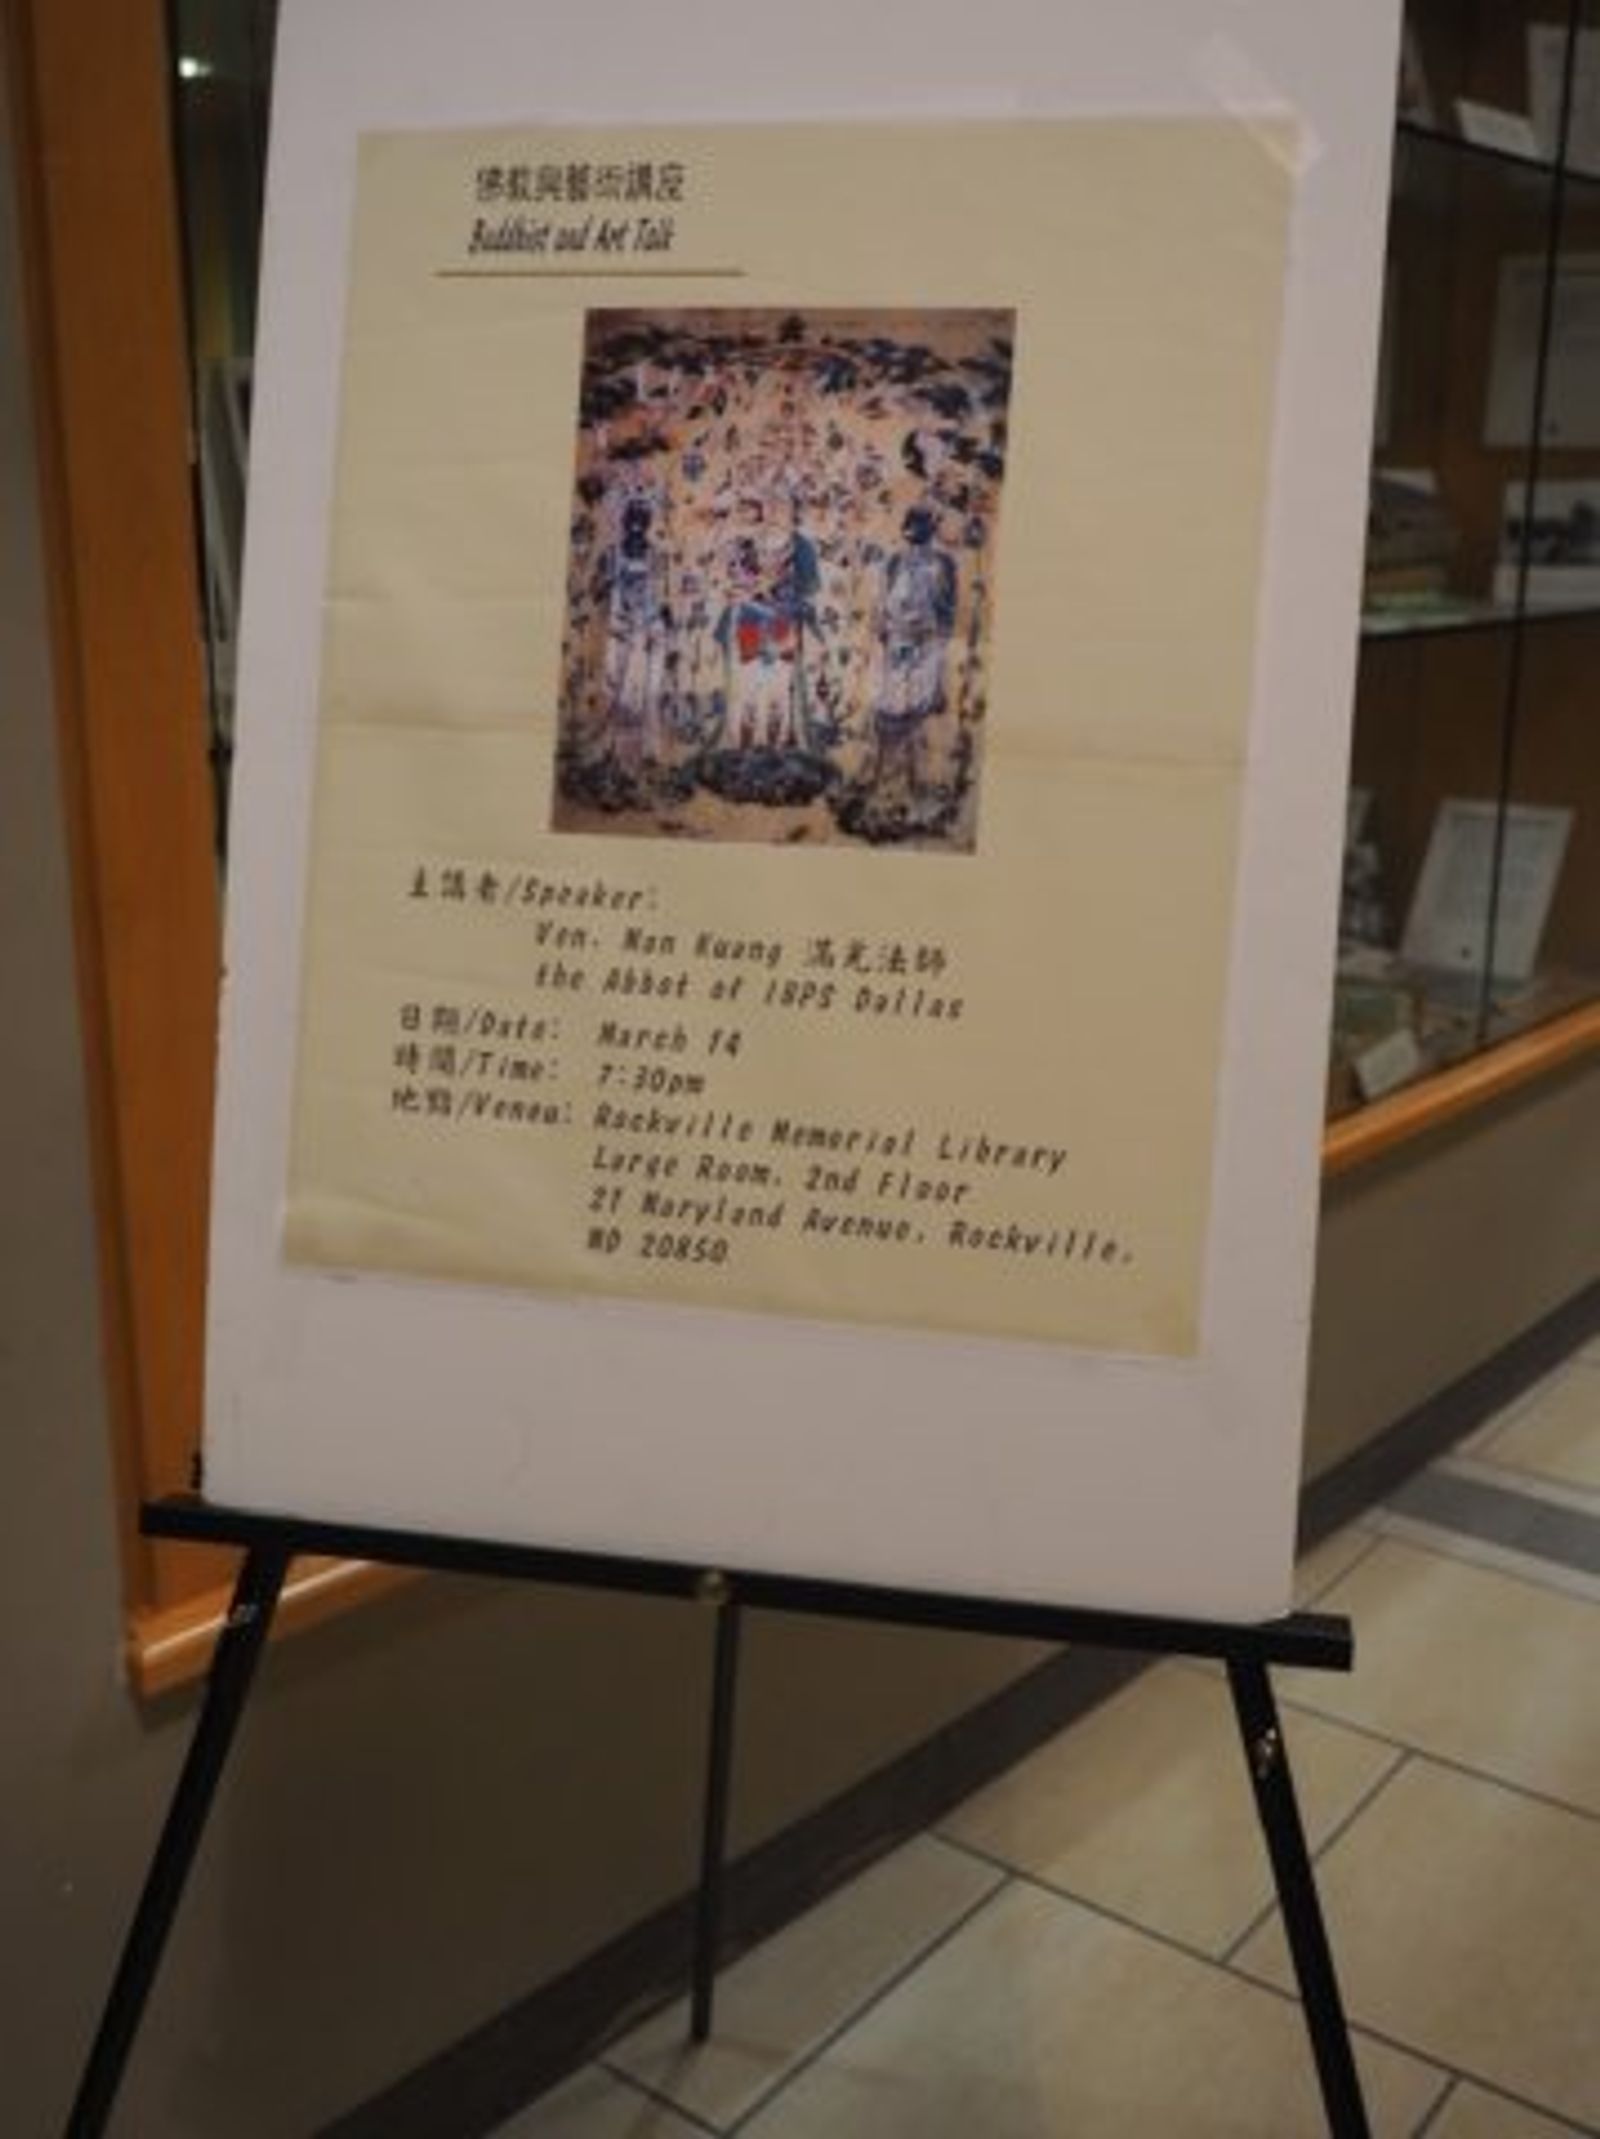 佛教與藝術講座
Buddhist and Art Talk
主講者/Speaker:
Ven. Man Kuang 滿光法師
the Abbot of IBPS Dallas
日期/Date: March 14
時間/Time: 7:30pm
地點/Veneu: Rockville Memorial Library
Large Room, 2nd Floor
21 Maryland Avenue, Rockville,
MD 20850